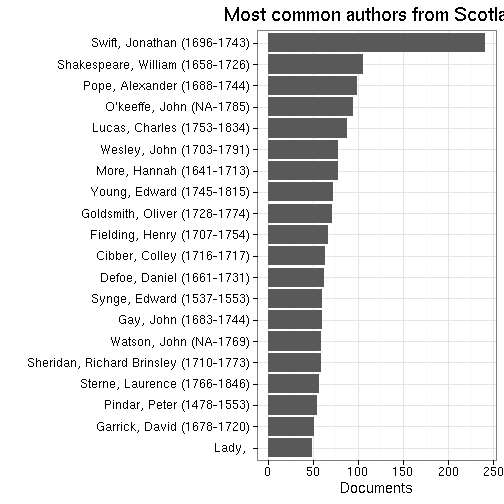 Most common authors from Scotla
Swift, Jonathan (1696-1743)
Shakespeare, William (1658-1726)
Pope, Alexander (1688-1744)
O'keeffe, John (NA-1785)
Lucas, Charles (1753-1834)
Wesley, John (1703-1791)
More, Hannah (1641-1713)
Young, Edward (1745-1815)
Goldsmith, Oliver (1728-1774)
Fielding, Henry (1707-1754)
Cibber, Colley (1716-1717)
Defoe, Daniel (1661-1731)
Synge, Edward (1537-1553)
Gay, John (1683-1744)
Watson, John (NA-1769)
Sheridan, Richard Brinsley (1710-1773)
Sterne, Laurence (1766-1846)
Pindar, Peter (1478-1553)
Garrick, David (1678-1720)
Lady,
0 50 100 150 200 250
Documents